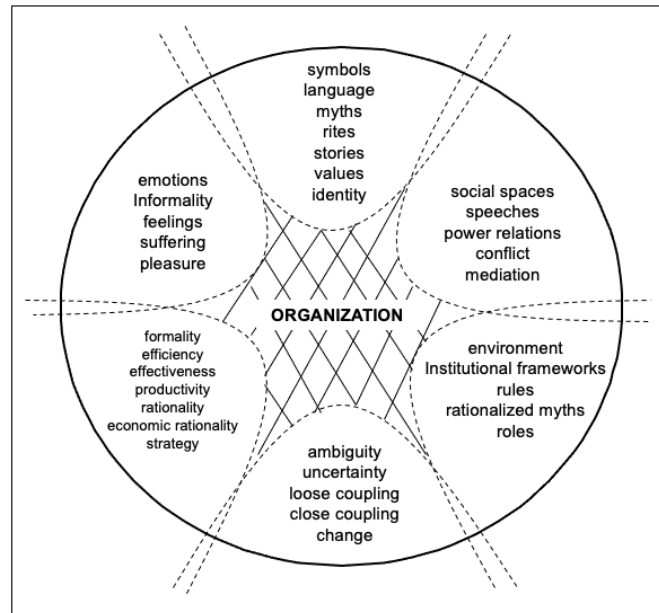 symbols
language
myths
rites
stories
values
identity
emotions
Informality
feelings
suffering
pleasure
social spaces
speeches
power relations
conflict
mediation
ORGANIZATION
formality
efficiency
effectiveness
productivity
rationality
economic rationality
strategy
environment
Institutional frameworks
rules
rationalized myths
roles
ambiguity
uncertainty
loose coupling
close coupling
change